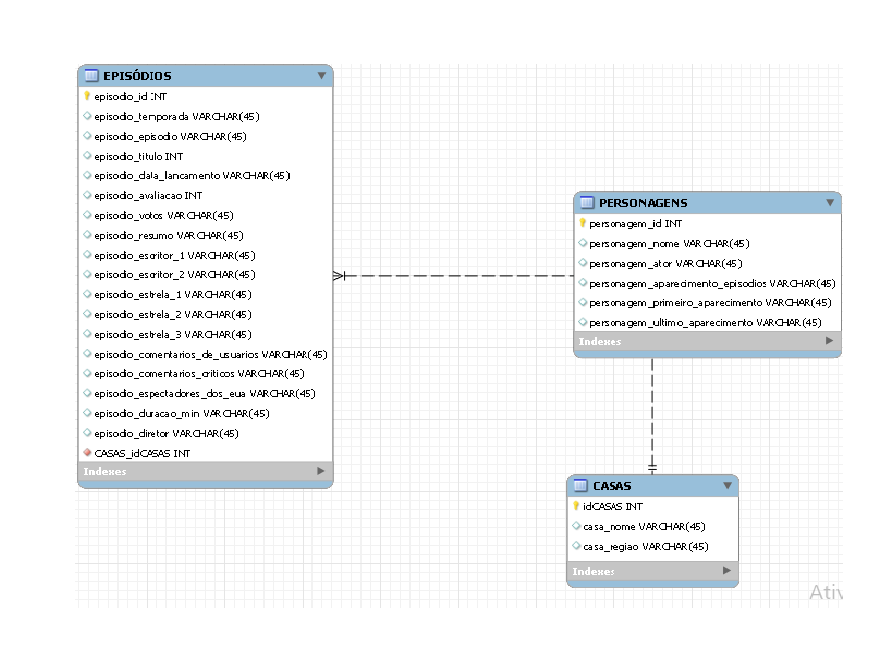 EPISÓDIOS
episodio_id INT
episodio_temporada VARCHAR(45)
episodio_episodio VARCHAR(45)
episodio_titulo INT
episodio_data_lancamento VARCHAR(45)
episodio_avaliacao INT
episodio_votos VARCHAR(45)
episodio_resumo VARCHAR(45)
episodio_escritor_1 VARCHAR(45)
episodio_escritor_2 VARCHAR(45)
episodio_estrela_1 VARCHAR(45)
episodio_estrela_2 VARCHAR(45)
episodio_estrela_3 VARCHAR(45)
episodio_comentarios_de_usuarios VARCHAR(45)
episodio_comentarios_criticos VARCHAR(45)
episodio_espectadores_dos_eua VARCHAR(45)
episodio_duracao_min VARCHAR(45)
episodio_diretor VARCHAR(45)
CASAS_idCASAS INT
Indexes
PERSONAGENS
personagem_id INT
personagem_nome VARCHAR(45)
personagem_ator VARCHAR(45)
personagem_aparecimento_episodios VARCHAR(45)
personagem_primeiro_aparecimento VARCHAR(45)
personagem_ultimo_aparecimento VARCHAR(45)
Indexes
CASAS
idCASAS INT
casa_nome VARCHAR(45)
casa_regiao VARCHAR(45)
Indexes
Ativ